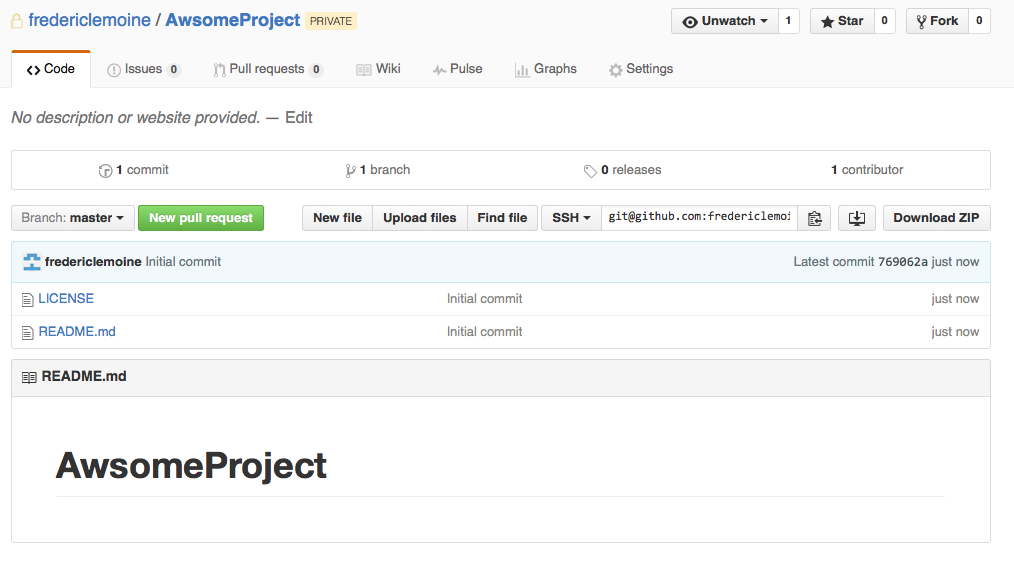 fredericlemoine / AwsomeProject PRIVATE Unwatch 1 Star 0 Fork 0
Code Issues 0 Pull requests 0 Wiki Pulse Graphs Settings
No description or website provided. — Edit
1 commit 1 branch 0 releases 1 contributor
Branch: master New pull request New file Upload files Find file SSH git@github.com:fredericlemoi Download ZIP
fredericlemoine Initial commit Latest commit 769062a just now
LICENSE Initial commit just now
README.md Initial commit just now
README.md
AwsomeProject